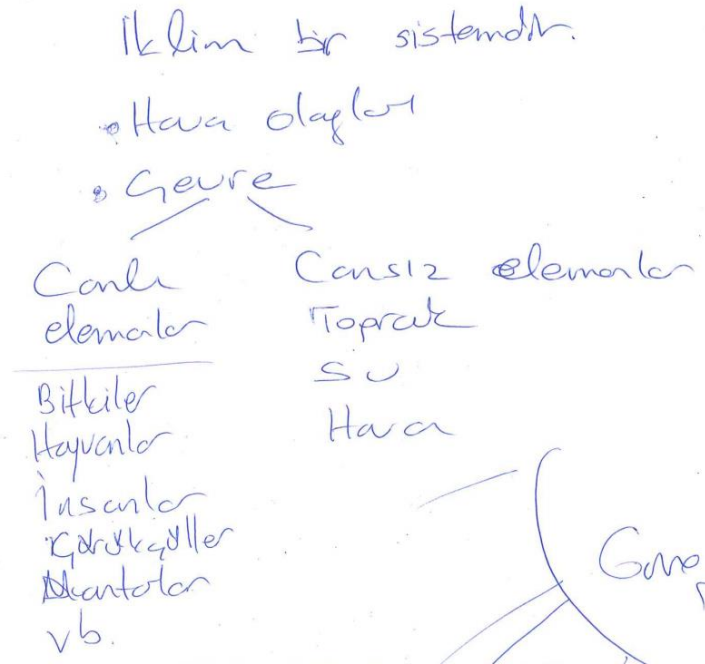 İklim bir sistemdir.
• Hava olayları
• Çevre
Canlı elemanlar
Bitkiler
Hayvanlar
İnsanlar
vb.
Cansız elemanlar
Toprak
Su
Hava